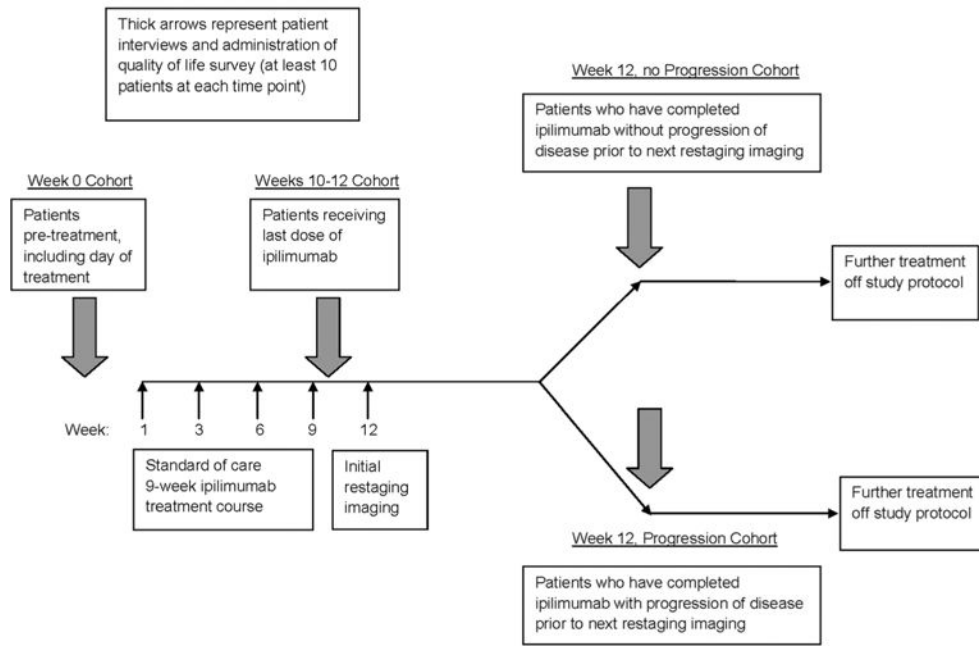 Thick arrows represent patient
interviews and administration of
quality of life survey (at least 10
patients at each time point)
Week 12, no Progression Cohort
Patients who have completed
ipilimumab without progression of
disease prior to next restaging imaging
Week 0 Cohort
Patients
pre-treatment,
including day of
treatment
Weeks 10-12 Cohort
Patients receiving
last dose of
ipilimumab
Further treatment
off study protocol
Week: 1 3 6 9 12
Standard of care
9-week ipilimumab
treatment course
Initial
restaging
imaging
Further treatment
off study protocol
Week 12, Progression Cohort
Patients who have completed
ipilimumab with progression of disease
prior to next restaging imaging